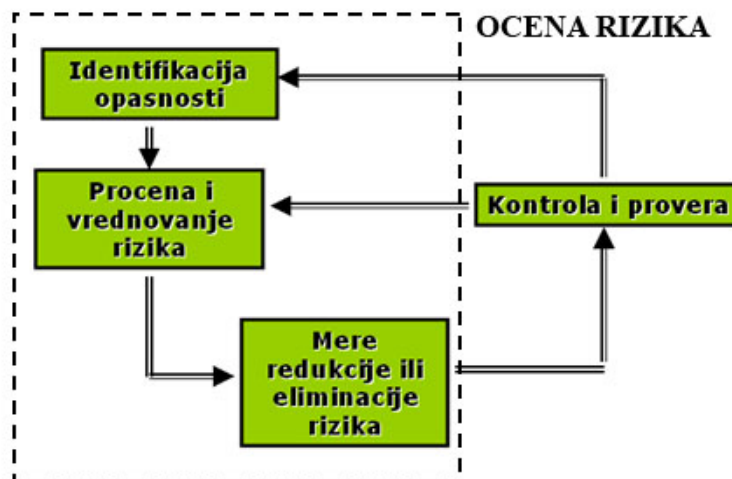 OCENA RIZIKA
Identifikacija
opasnosti
Procena i
vrednovanje
rizika
Kontrola i provera
Mere
redukcije ili
eliminacije
rizika